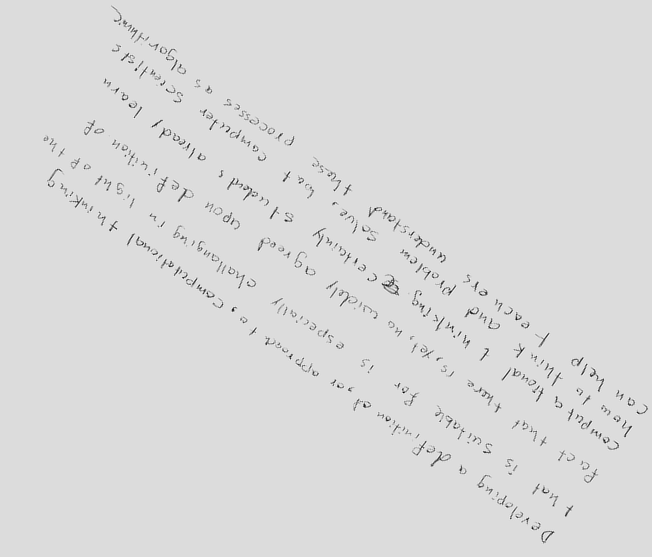 Developing a definition of, or approach to, computational thinking
that is suitable for is especially challanging in light of the
fact that there is, yet, no widely agreed upon definition of
computational thinking. Certainly students already learn
how to think and problem solve, but computer scientists
can help teachers understand these processes as algorithmic